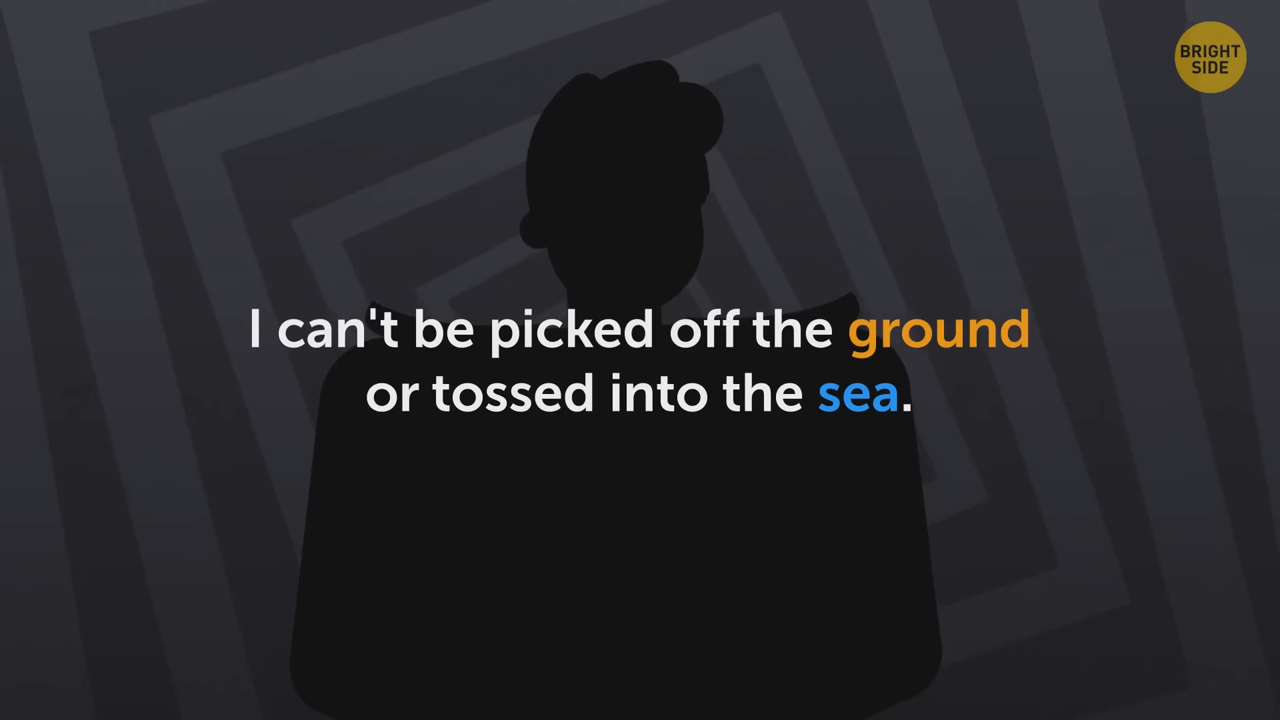 BRIGHT
SIDE
I can't be picked off the ground
or tossed into the sea.